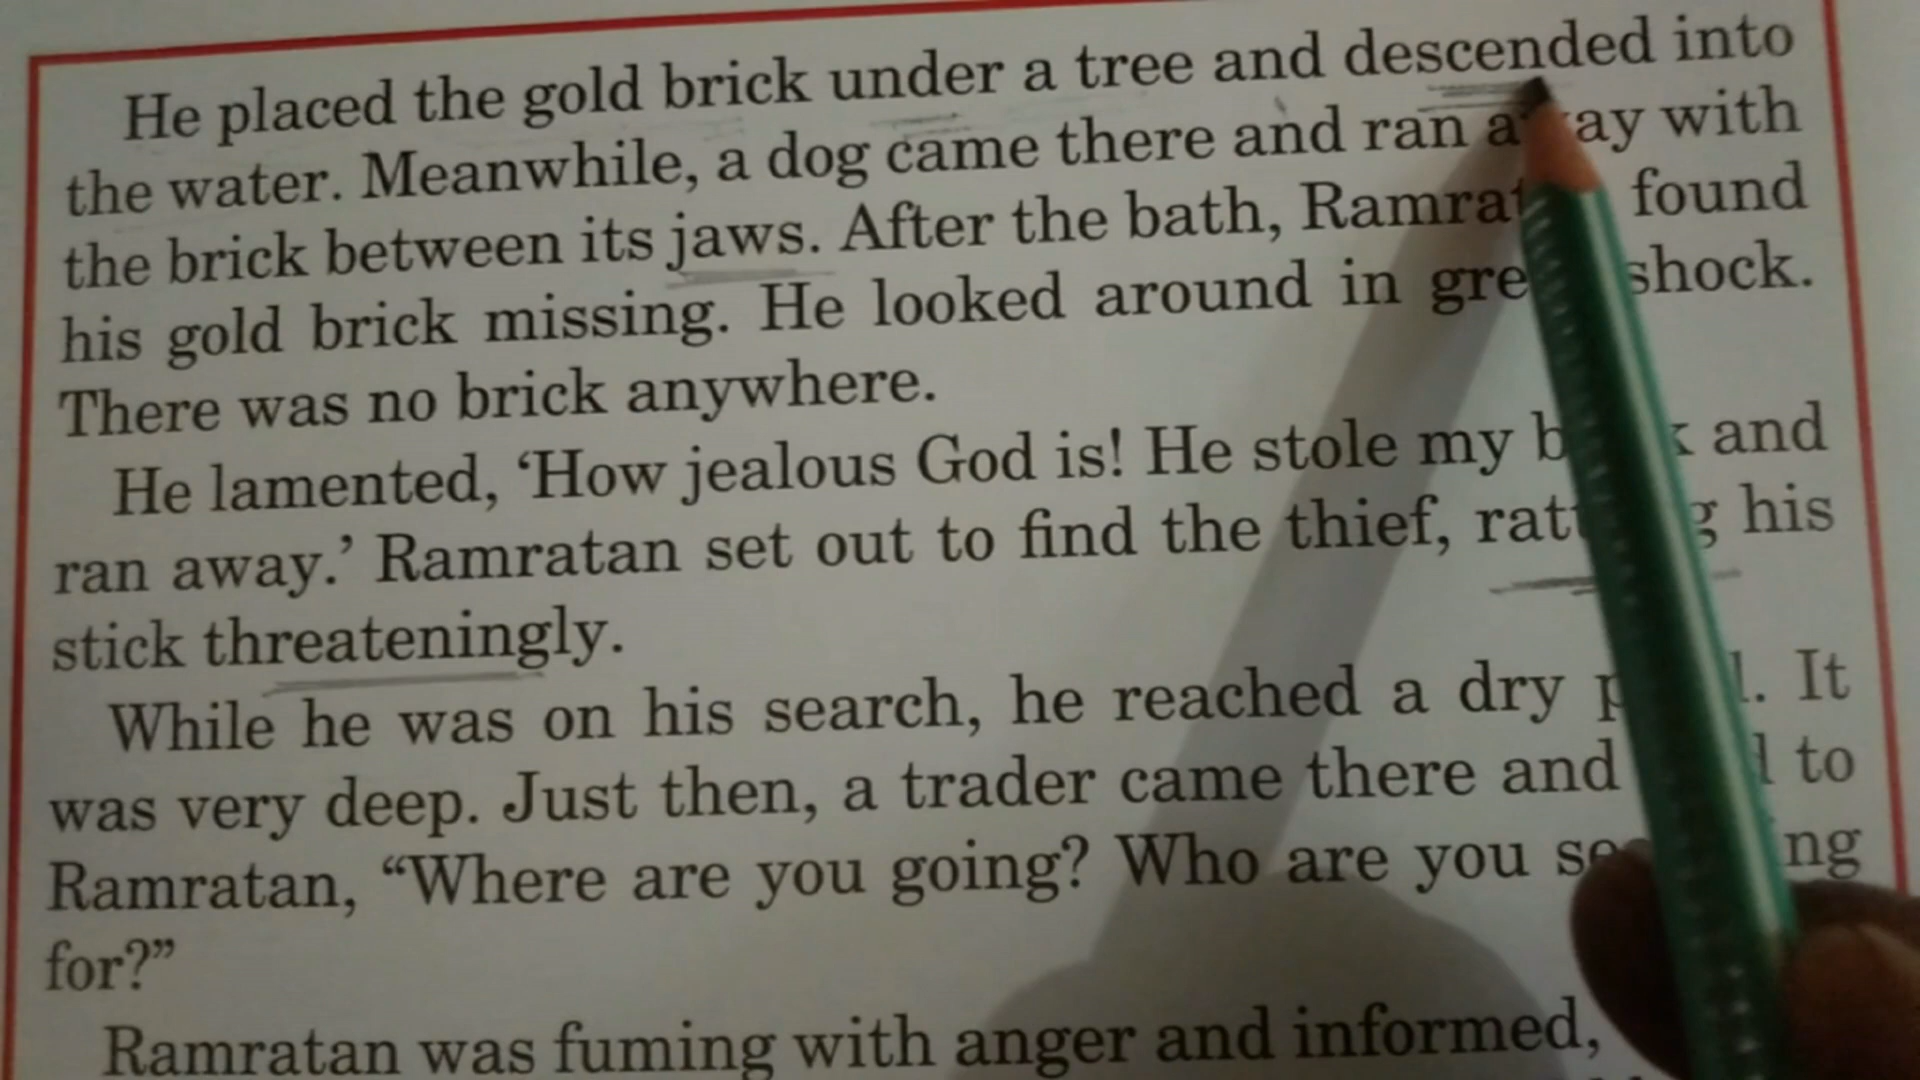 He placed the gold brick under a tree and descended into
the water. Meanwhile, a dog came there and ran away with
the brick between its jaws. After the bath, Ramratan found
his gold brick missing. He looked around in great shock.
There was no brick anywhere.
He lamented, ‘How jealous God is! He stole my brick and
ran away.’ Ramratan set out to find the thief, rattling his
stick threateningly.
While he was on his search, he reached a dry It
was very deep. Just then, a trader came there and to
Ramratan, “Where are you going? Who are you
for?”
Ramratan was fuming with anger and informed,